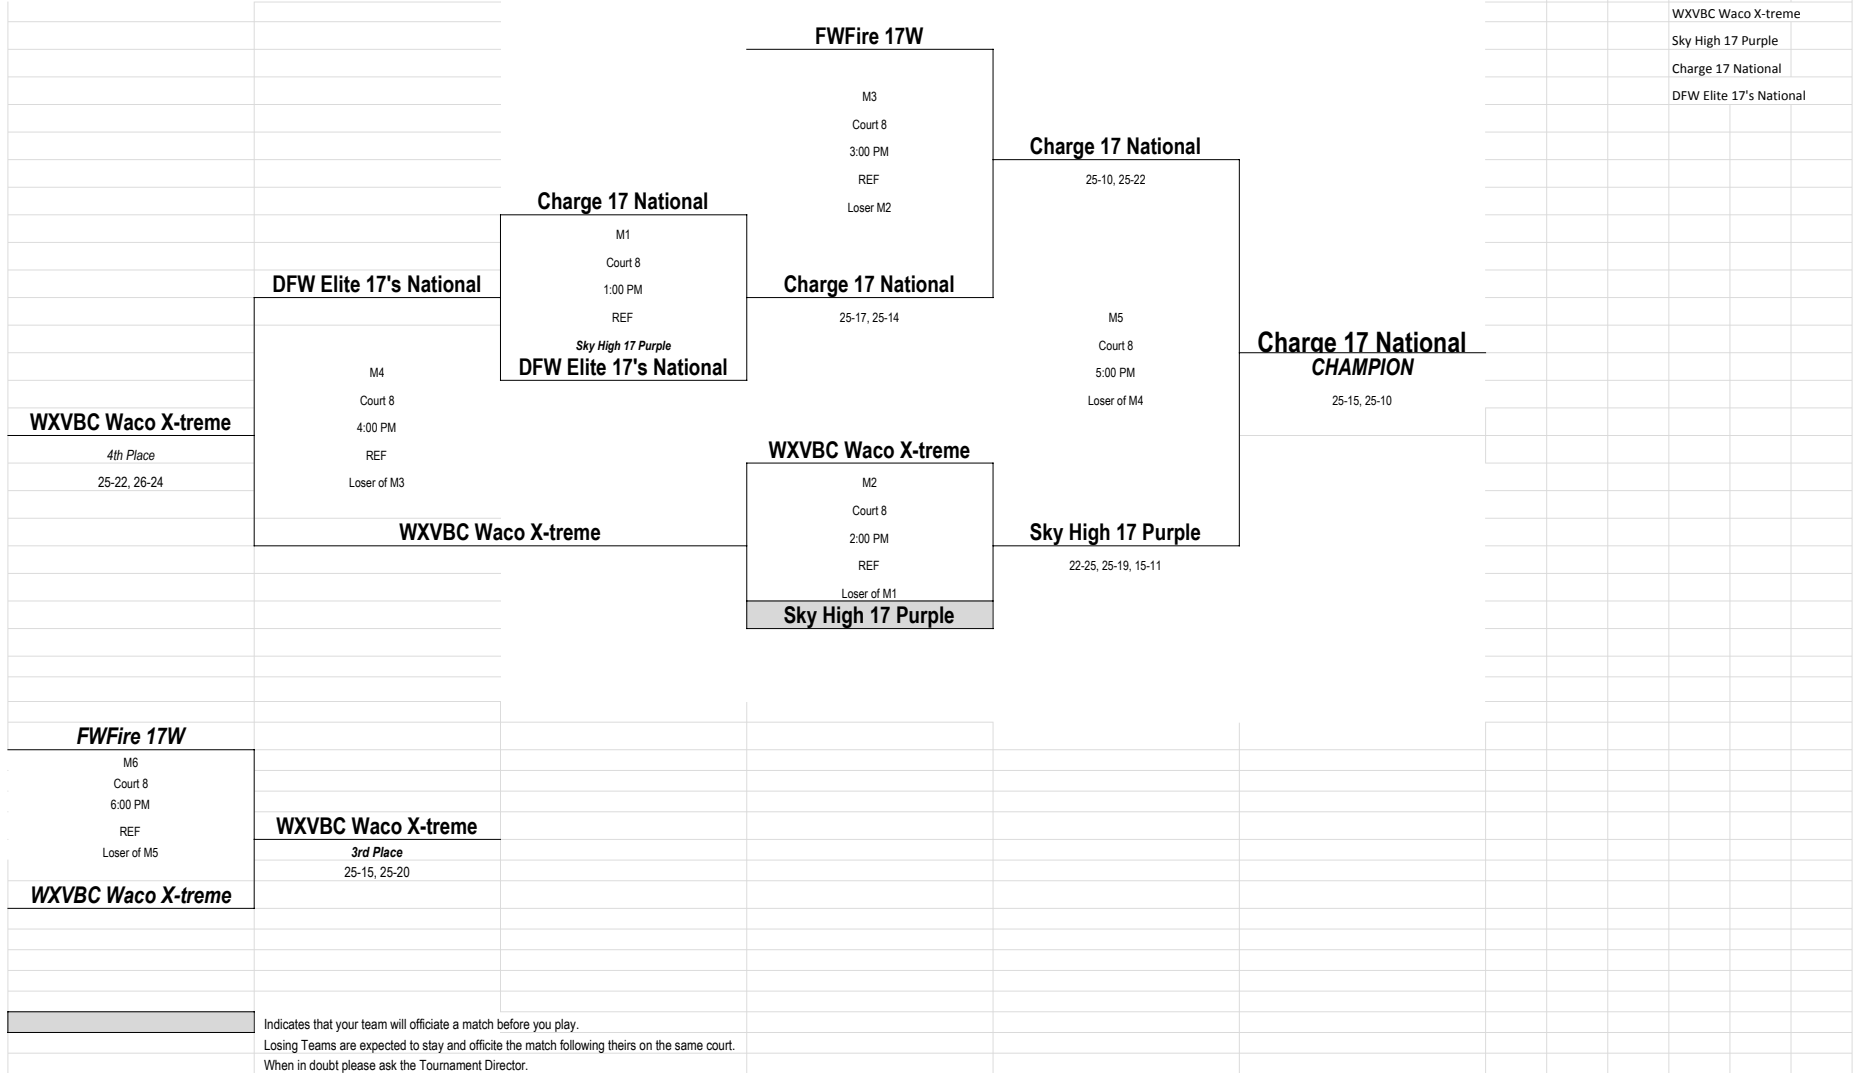 WXVBC Waco X-treme
Sky High 17 Purple
Charge 17 National
DFW Elite 17's National
FWFire 17W
M3
Court 8
3:00 PM
REF
Loser M2
Charge 17 National
25-10, 25-22
Charge 17 National
M1
Court 8
1:00 PM
REF
Sky High 17 Purple
DFW Elite 17's National
DFW Elite 17's National
Charge 17 National
25-17, 25-14
M5
Court 8
5:00 PM
Loser of M4
Charge 17 National
CHAMPION
25-15, 25-10
M4
Court 8
4:00 PM
REF
Loser of M3
WXVBC Waco X-treme
4th Place
25-22, 26-24
WXVBC Waco X-treme
M2
Court 8
2:00 PM
REF
Loser of M1
Sky High 17 Purple
WXVBC Waco X-treme
Sky High 17 Purple
22-25, 25-19, 15-11
FWFire 17W
M6
Court 8
6:00 PM
REF
Loser of M5
WXVBC Waco X-treme
WXVBC Waco X-treme
3rd Place
25-15, 25-20
Indicates that your team will officiate a match before you play.
Losing Teams are expected to stay and officite the match following theirs on the same court.
When in doubt please ask the Tournament Director.